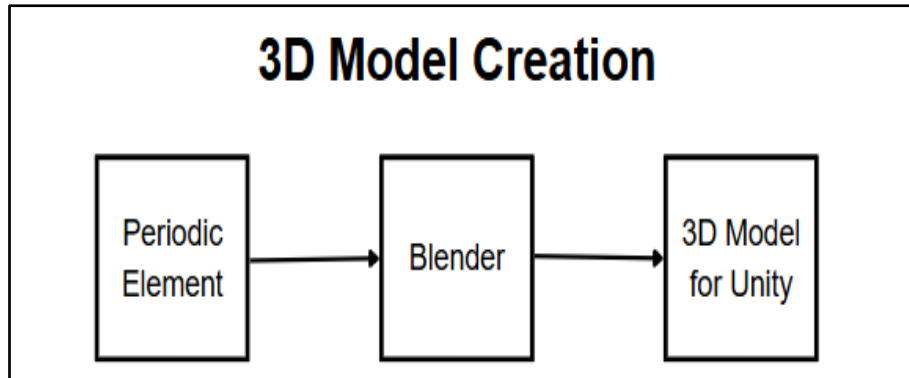 3D Model Creation
Periodic
Element
Blender
3D Model
for Unity